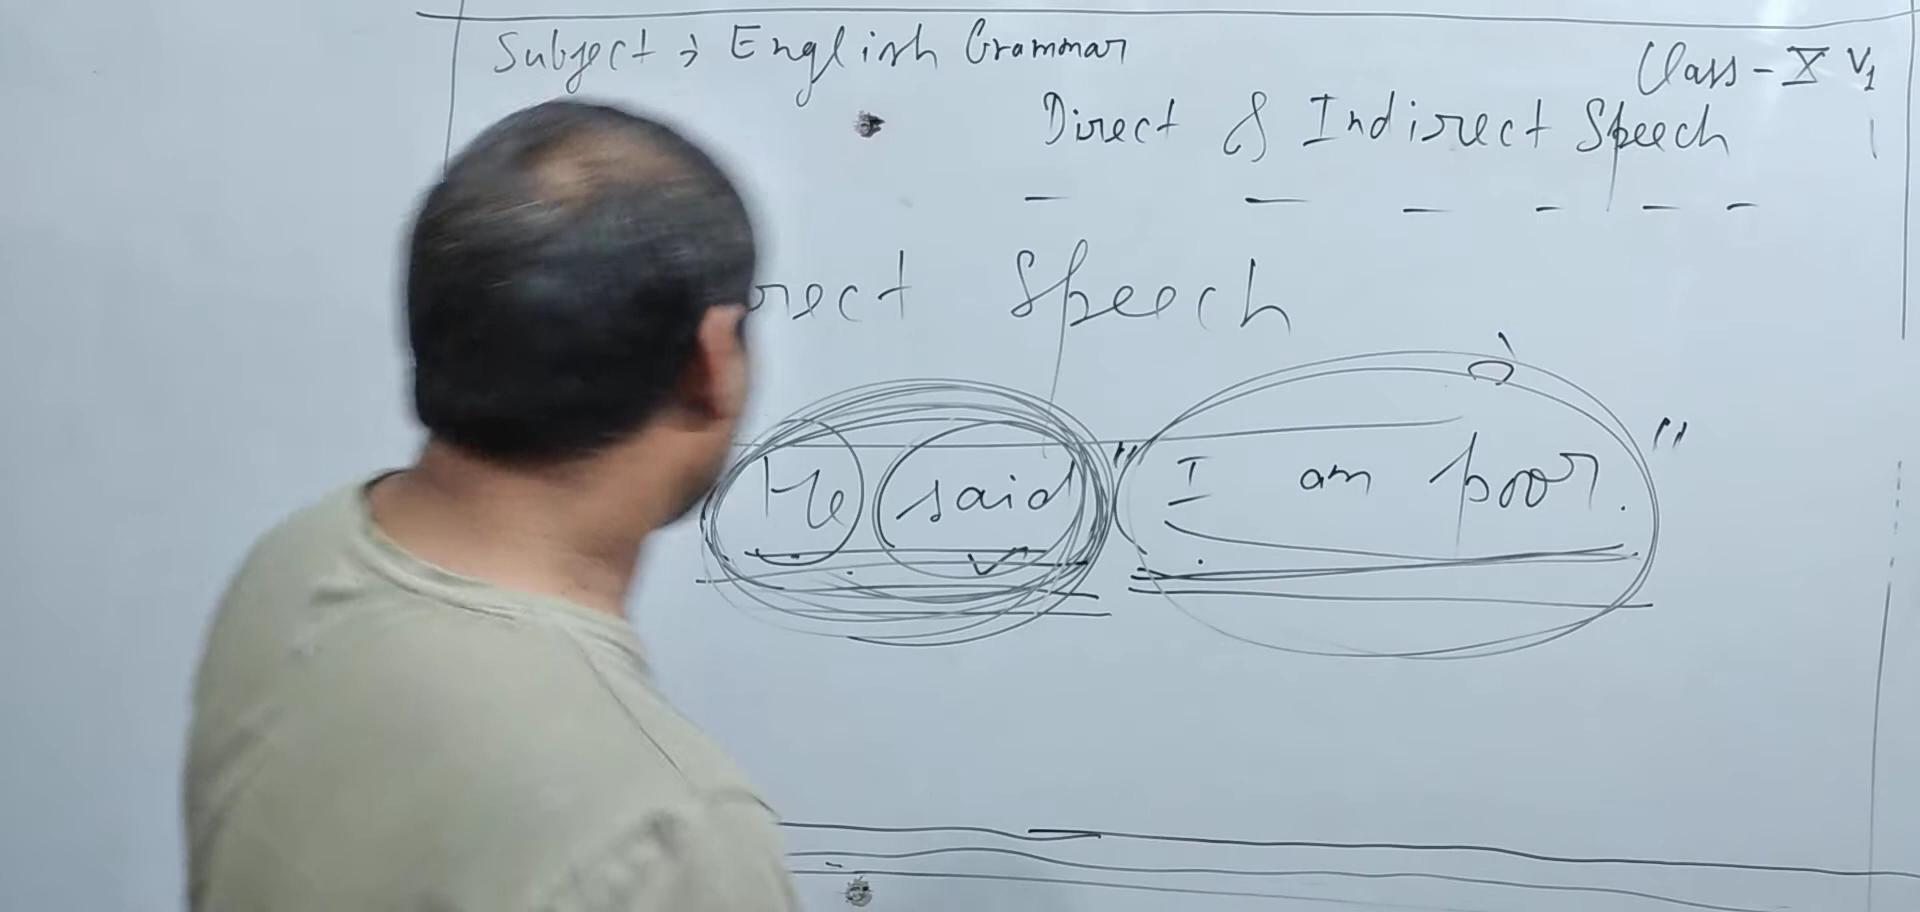 Subject → English Grammar
Class - X V1
Direct & Indirect Speech
rect Speech
He said "I am poor."